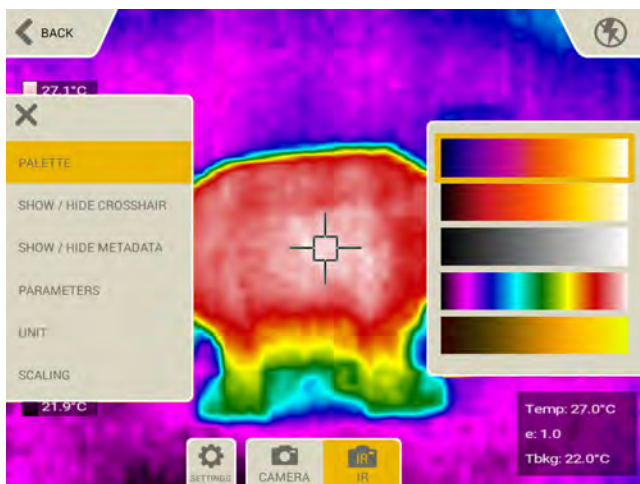 BACK
27.1°C
PALETTE
SHOW / HIDE CROSSHAIR
SHOW / HIDE METADATA
PARAMETERS
UNIT
SCALING
21.9°C
Temp: 27.0°C
e: 1.0
Tbkg: 22.0°C
SETTINGS
CAMERA
IR
IR